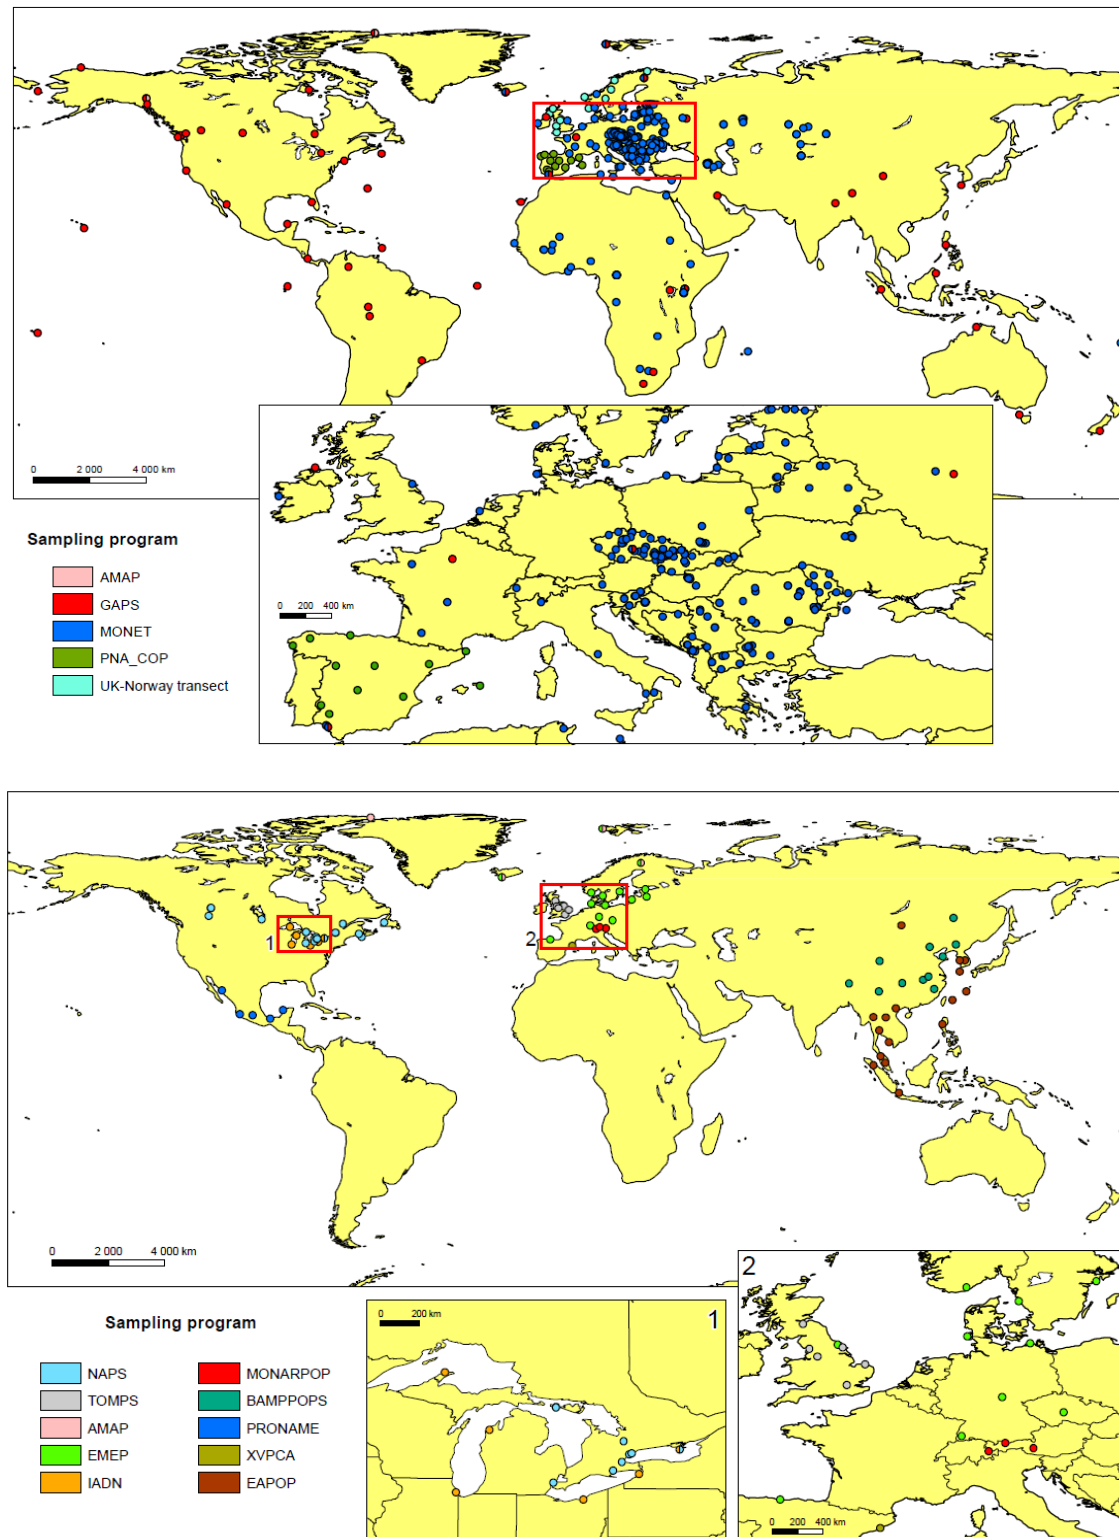 0 2 000 4 000 km
Sampling program
AMAP
GAPS
MONET
PNA_COP
UK-Norway transect
0 200 400 km
1
2
0 2 000 4 000 km
Sampling program
NAPS
TOMPS
AMAP
EMEP
IADN
MONARPOP
BAMPPOPS
PRONAME
XVPCA
EAPOP
0 200 km
1
2
0 200 400 km